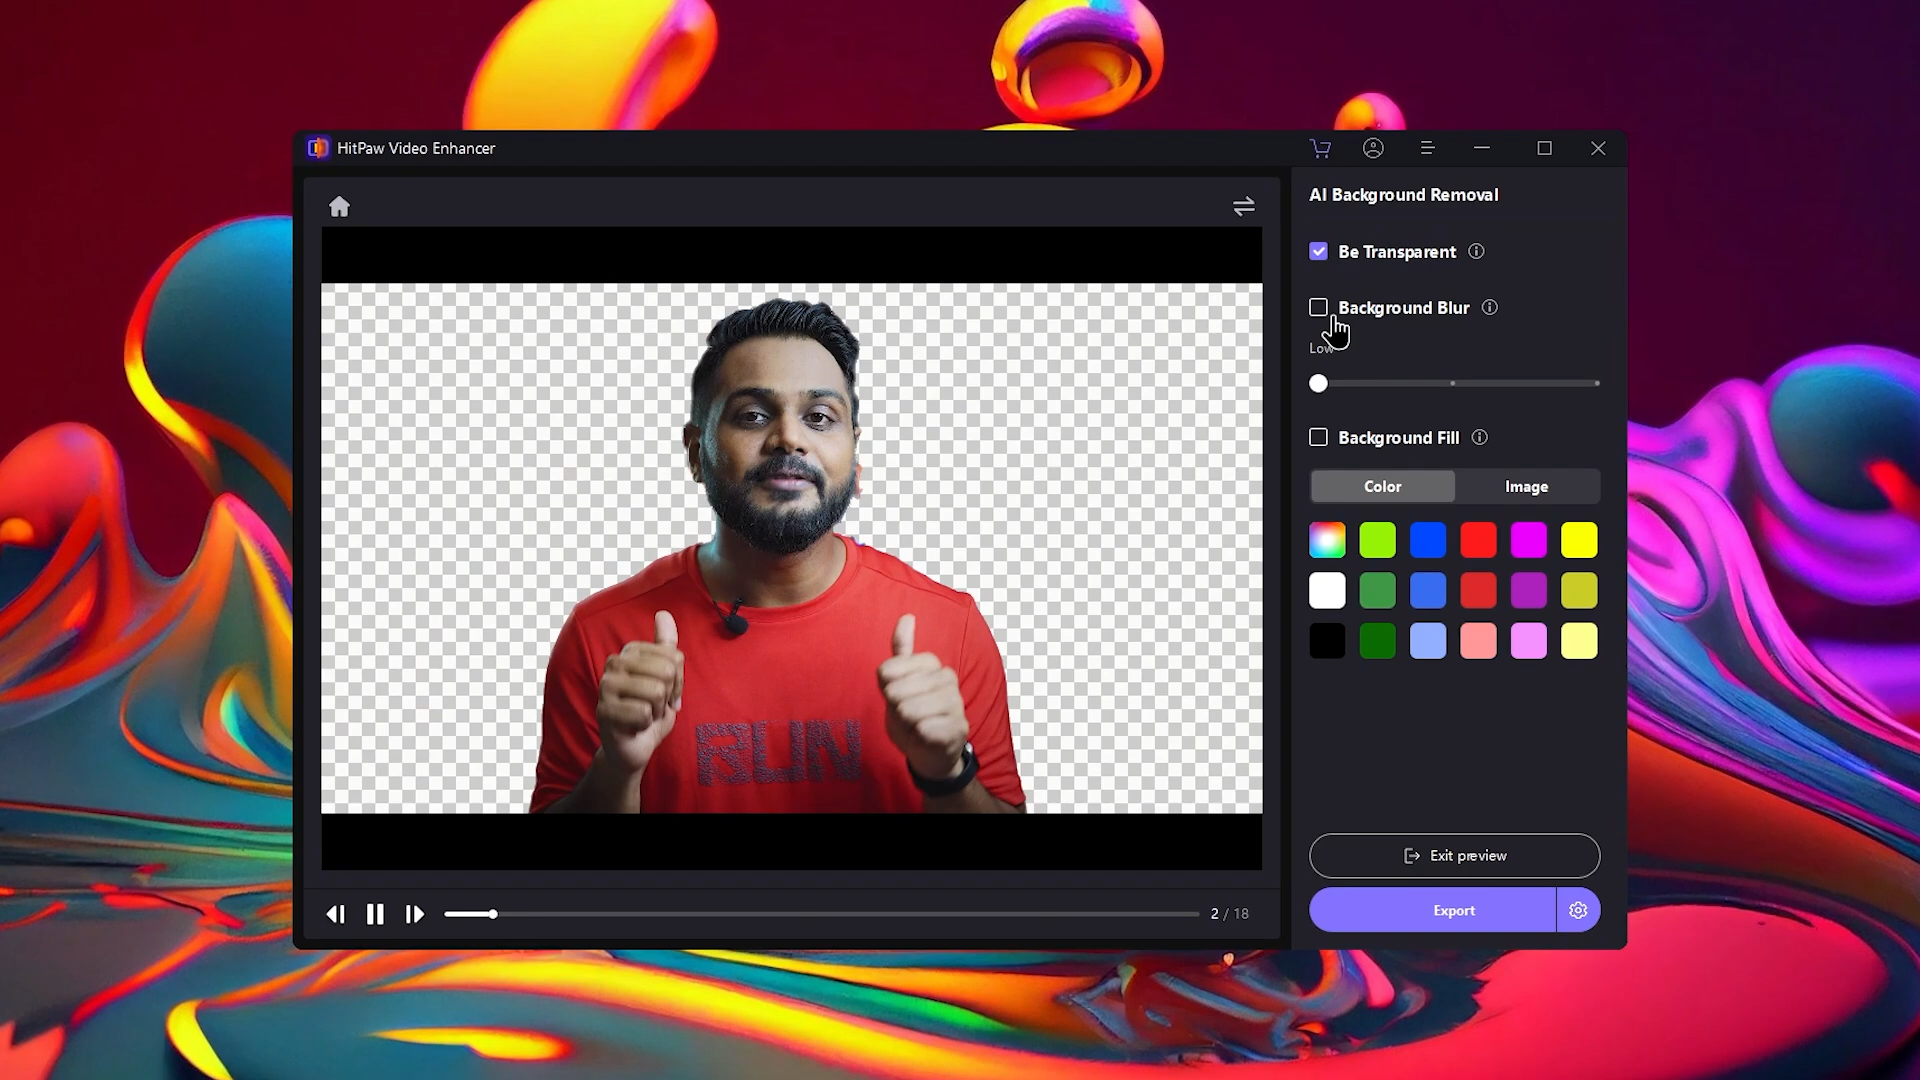 HitPaw Video Enhancer
AI Background Removal
Be Transparent
Background Blur
Low
Background Fill
Color
Image
RUN
Exit preview
Export
2 / 18